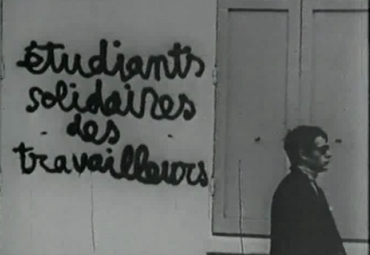 étudiants
solidaires
des
travailleurs